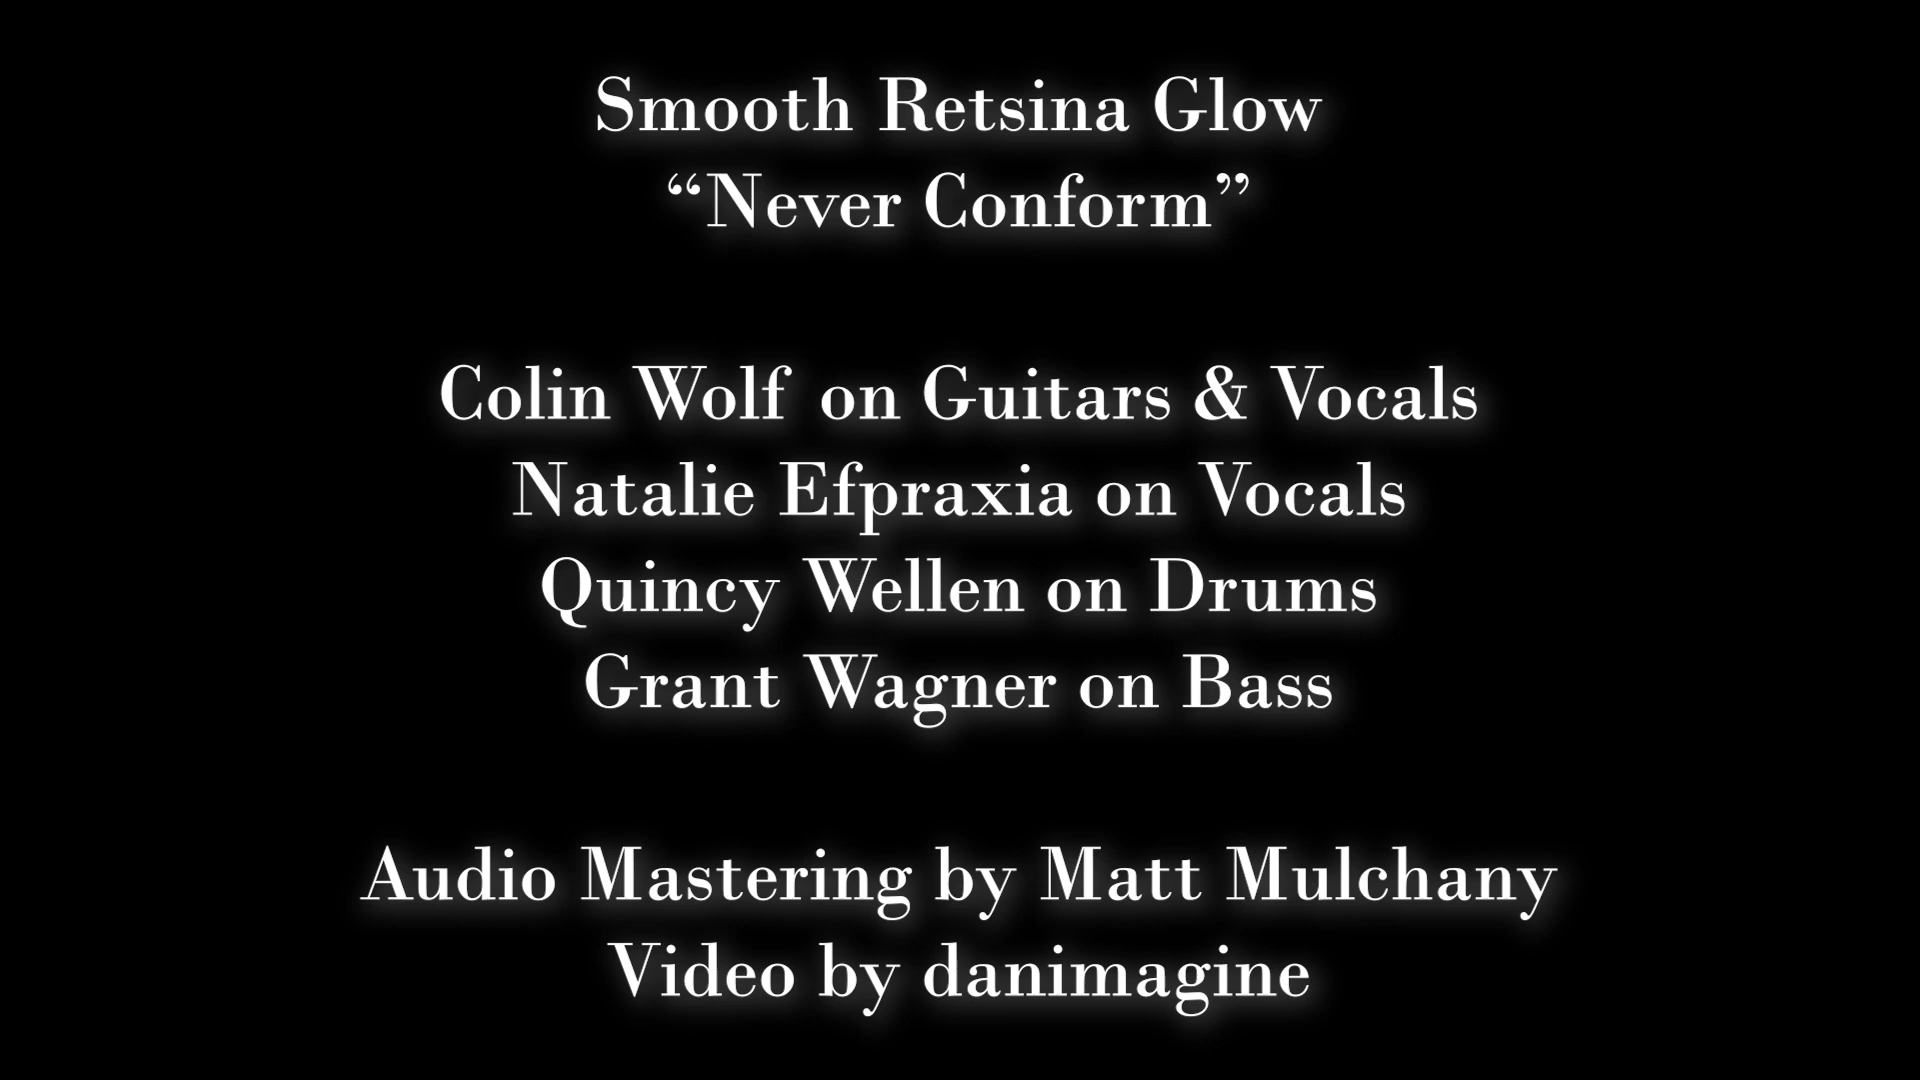 Smooth Retsina Glow
“Never Conform”
Colin Wolf on Guitars & Vocals
Natalie Efpraxia on Vocals
Quincy Wellen on Drums
Grant Wagner on Bass
Audio Mastering by Matt Mulchany
Video by danimagine